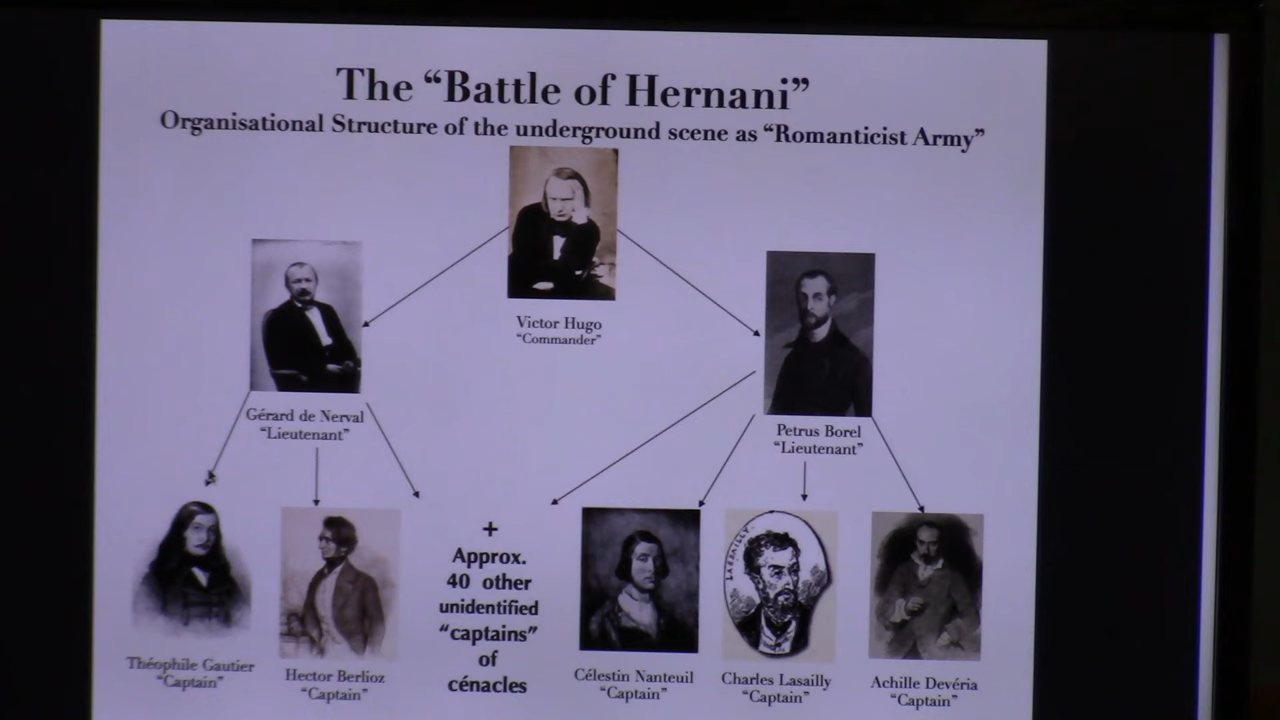 The “Battle of Hernani”
Organisational Structure of the underground scene as “Romanticist Army”
Victor Hugo
“Commander”
Gérard de Nerval
“Lieutenant”
Petrus Borel
“Lieutenant”
+
Approx.
40 other
unidentified
“captains”
of
cénacles
LASSAILLY.
Théophile Gautier
“Captain”
Hector Berlioz
“Captain”
Célestin Nanteuil
“Captain”
Charles Lasailly
“Captain”
Achille Devéria
“Captain”